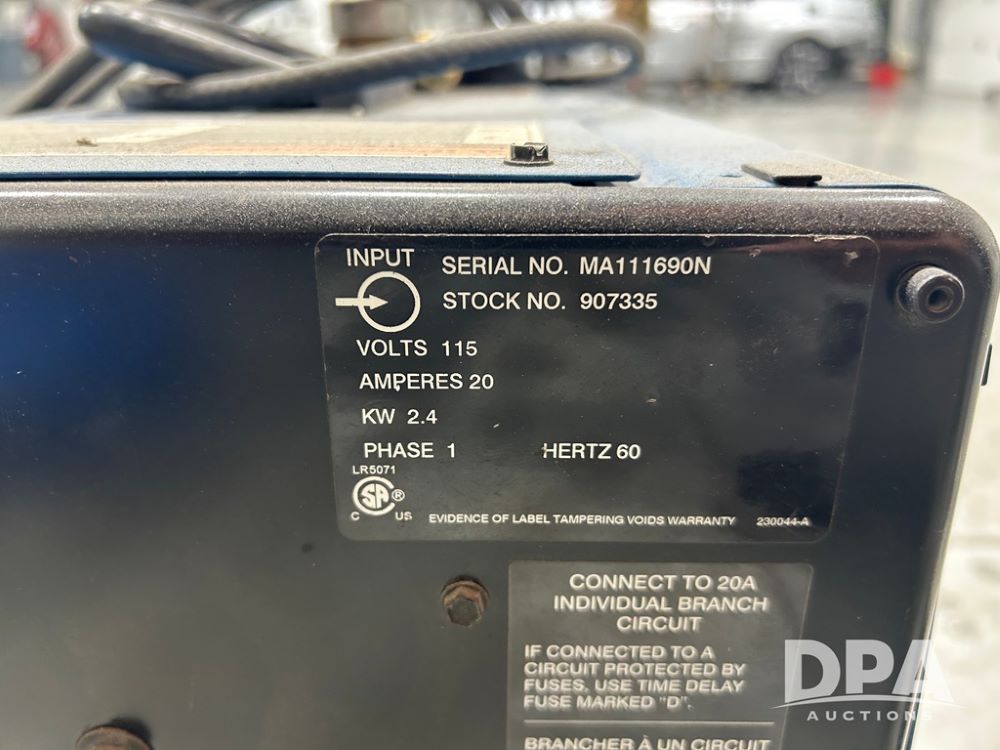 INPUT
SERIAL NO. MA111690N
STOCK NO. 907335
VOLTS 115
AMPERES 20
KW 2.4
PHASE 1 HERTZ 60
LR5071
SA ®
C US
EVIDENCE OF LABEL TAMPERING VOIDS WARRANTY 230044-A
CONNECT TO 20A
INDIVIDUAL BRANCH
CIRCUIT
IF CONNECTED TO A
CIRCUIT PROTECTED BY
FUSES, USE TIME DELAY
FUSE MARKED "D".
BRANCHER À UN CIRCUIT
DPA
AUCTIONS